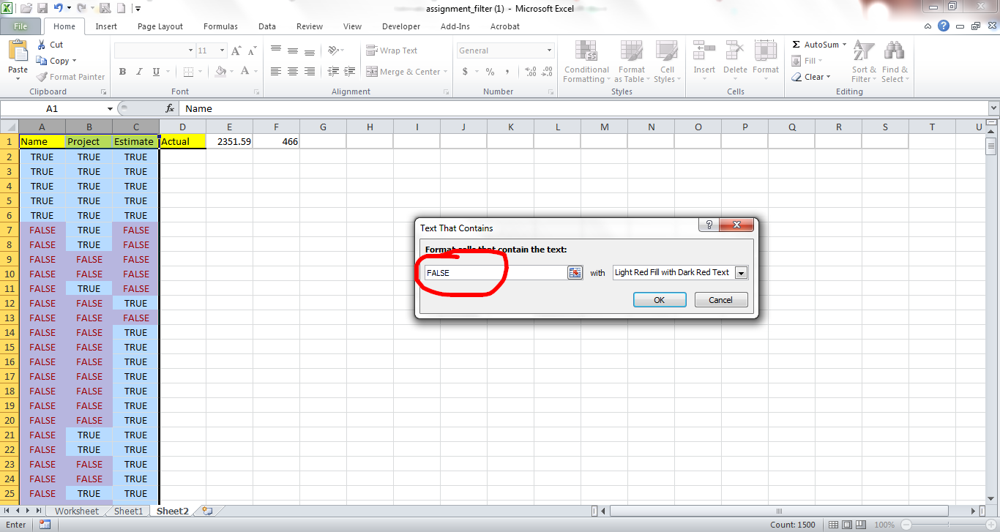 assignment_filter (1) - Microsoft Excel
File Home Insert Page Layout Formulas Data Review View Developer Add-Ins Acrobat
Paste
Cut
Copy
Format Painter
Clipboard
11 A A
B I U A
Font
Wrap Text
Merge & Center
Alignment
General
$ % ,
Number
Conditional Formatting
Format as Table
Cell Styles
Styles
Insert Delete Format
Cells
Σ AutoSum
Fill
Clear
Sort & Filter
Find & Select
Editing
A1 fx Name
A B C D E F G H I J K L M N O P Q R S T U
1 Name Project Estimate Actual 2351.59 466
2 TRUE TRUE TRUE
3 TRUE TRUE TRUE
4 TRUE TRUE TRUE
5 TRUE TRUE TRUE
6 TRUE TRUE TRUE
7 FALSE TRUE FALSE
8 FALSE TRUE FALSE
9 FALSE FALSE FALSE
10 FALSE FALSE FALSE
11 FALSE TRUE FALSE
12 FALSE FALSE TRUE
13 FALSE FALSE FALSE
14 FALSE FALSE TRUE
15 FALSE FALSE TRUE
16 FALSE FALSE TRUE
17 FALSE FALSE TRUE
18 FALSE FALSE TRUE
19 FALSE FALSE TRUE
20 FALSE FALSE TRUE
21 FALSE TRUE TRUE
22 FALSE TRUE TRUE
23 FALSE FALSE TRUE
24 FALSE FALSE TRUE
25 FALSE TRUE TRUE
Text That Contains
Format cells that contain the text:
FALSE with Light Red Fill with Dark Red Text
OK Cancel
Worksheet Sheet1 Sheet2
Enter Count: 1500 100%